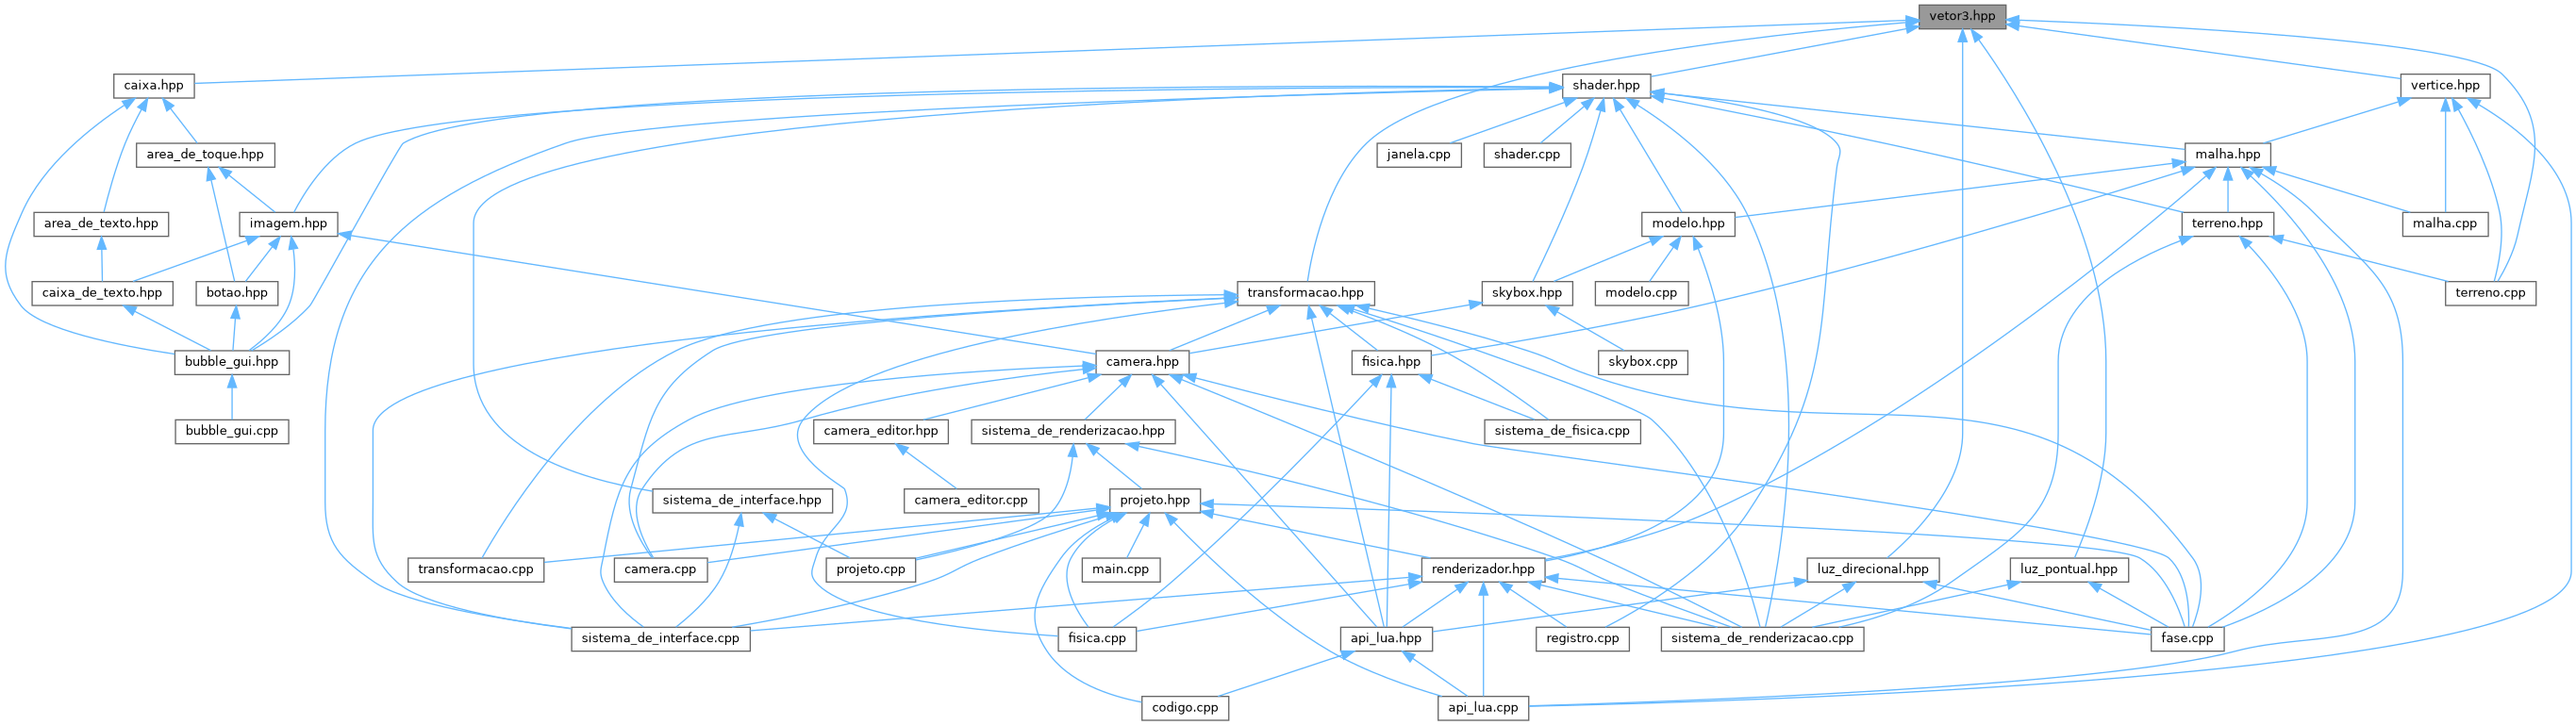 vetor3.hpp
caixa.hpp
shader.hpp
vertice.hpp
area_de_toque.hpp
janela.cpp
shader.cpp
malha.hpp
area_de_texto.hpp
imagem.hpp
modelo.hpp
terreno.hpp
malha.cpp
caixa_de_texto.hpp
botao.hpp
transformacao.hpp
skybox.hpp
modelo.cpp
terreno.cpp
bubble_gui.hpp
camera.hpp
fisica.hpp
skybox.cpp
bubble_gui.cpp
camera_editor.hpp
sistema_de_renderizacao.hpp
sistema_de_fisica.cpp
sistema_de_interface.hpp
camera_editor.cpp
projeto.hpp
transformacao.cpp
camera.cpp
projeto.cpp
main.cpp
renderizador.hpp
luz_direcional.hpp
luz_pontual.hpp
sistema_de_interface.cpp
fisica.cpp
api_lua.hpp
registro.cpp
sistema_de_renderizacao.cpp
fase.cpp
codigo.cpp
api_lua.cpp